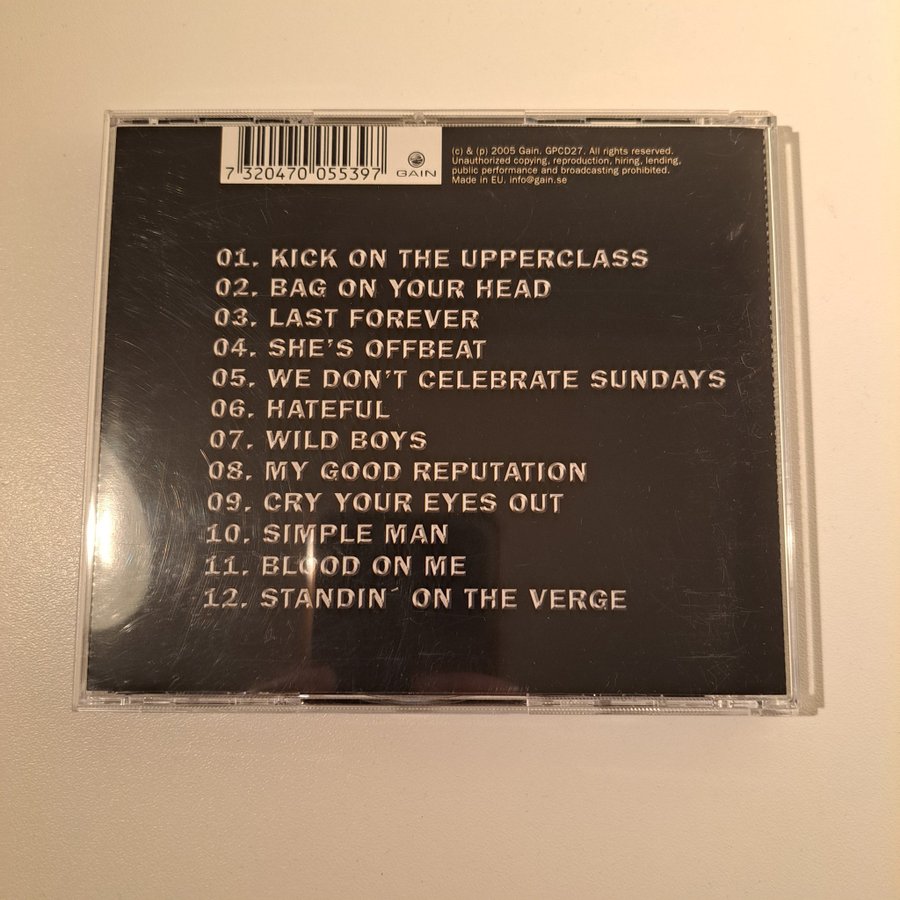 7 320470 055397
GAIN
(c) & (p) 2005 Gain. GPCD27. All rights reserved.
Unauthorized copying, reproduction, hiring, lending,
public performance and broadcasting prohibited.
Made in EU. info@gain.se
01. KICK ON THE UPPERCLASS
02. BAG ON YOUR HEAD
03. LAST FOREVER
04. SHE'S OFFBEAT
05. WE DON'T CELEBRATE SUNDAYS
06. HATEFUL
07. WILD BOYS
08. MY GOOD REPUTATION
09. CRY YOUR EYES OUT
10. SIMPLE MAN
11. BLOOD ON ME
12. STANDIN´ ON THE VERGE